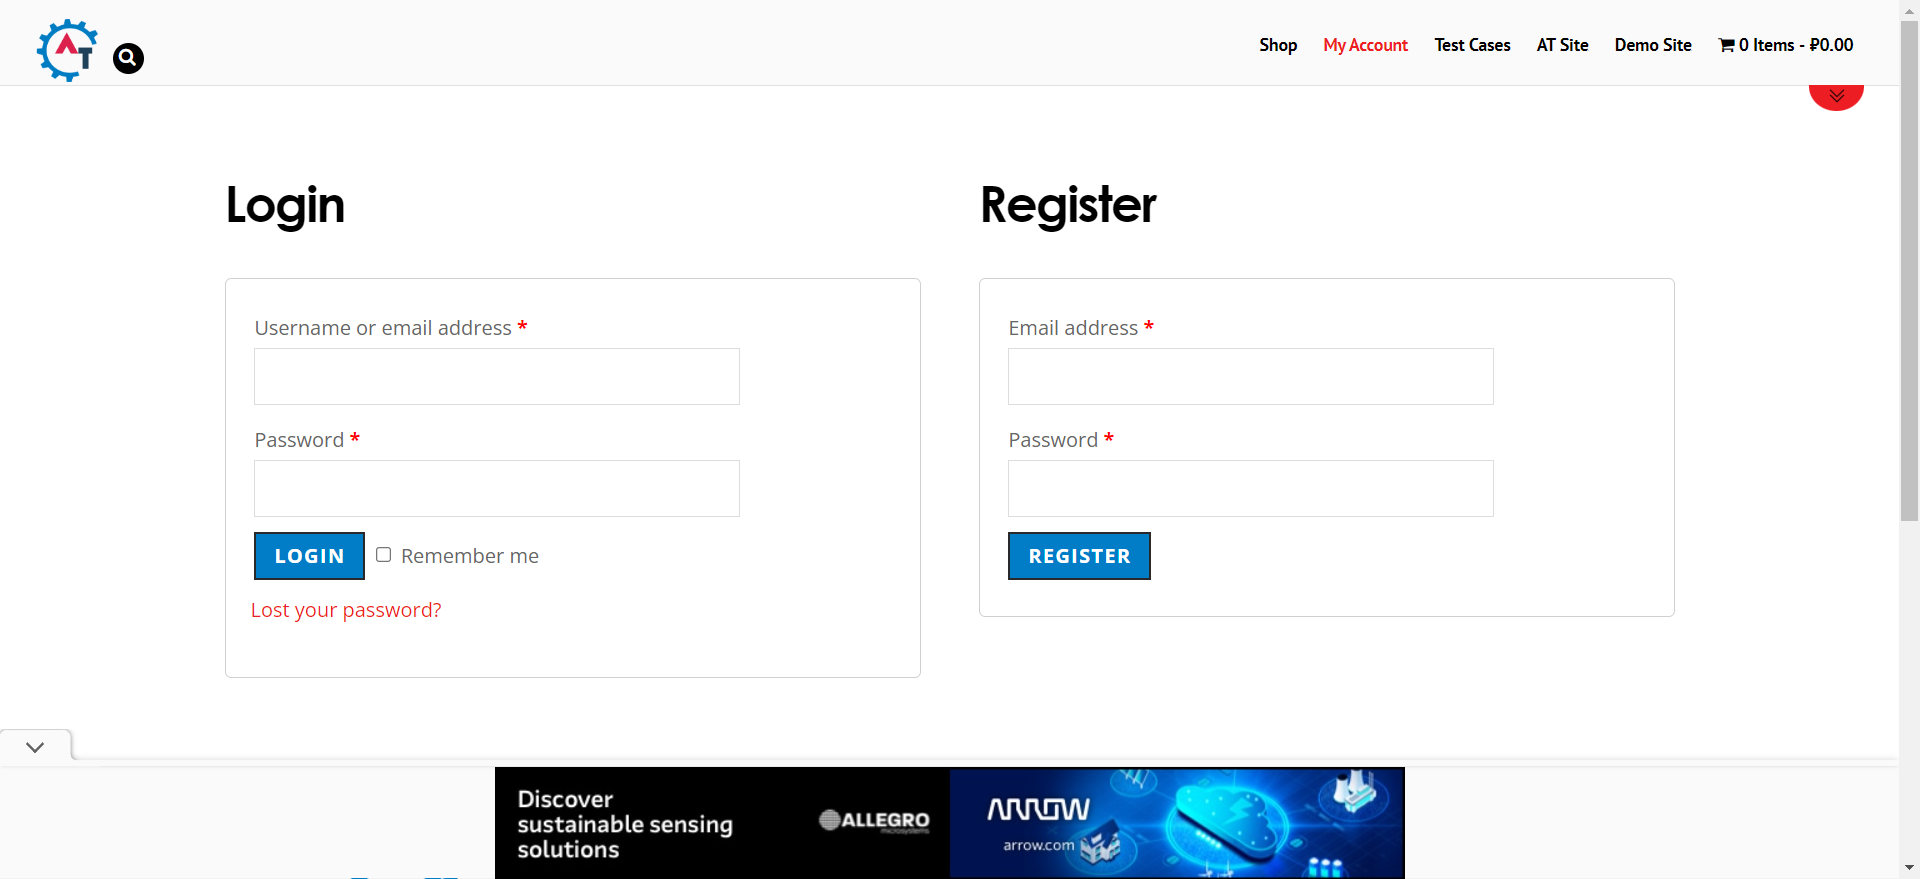 AT
Shop
My Account
Test Cases
AT Site
Demo Site
0 Items - ₽0.00
Login
Username or email address *
Password *
LOGIN
Remember me
Lost your password?
Register
Email address *
Password *
REGISTER
Discover
sustainable sensing
solutions
ALLEGRO
microsystems
ARROW
arrow.com